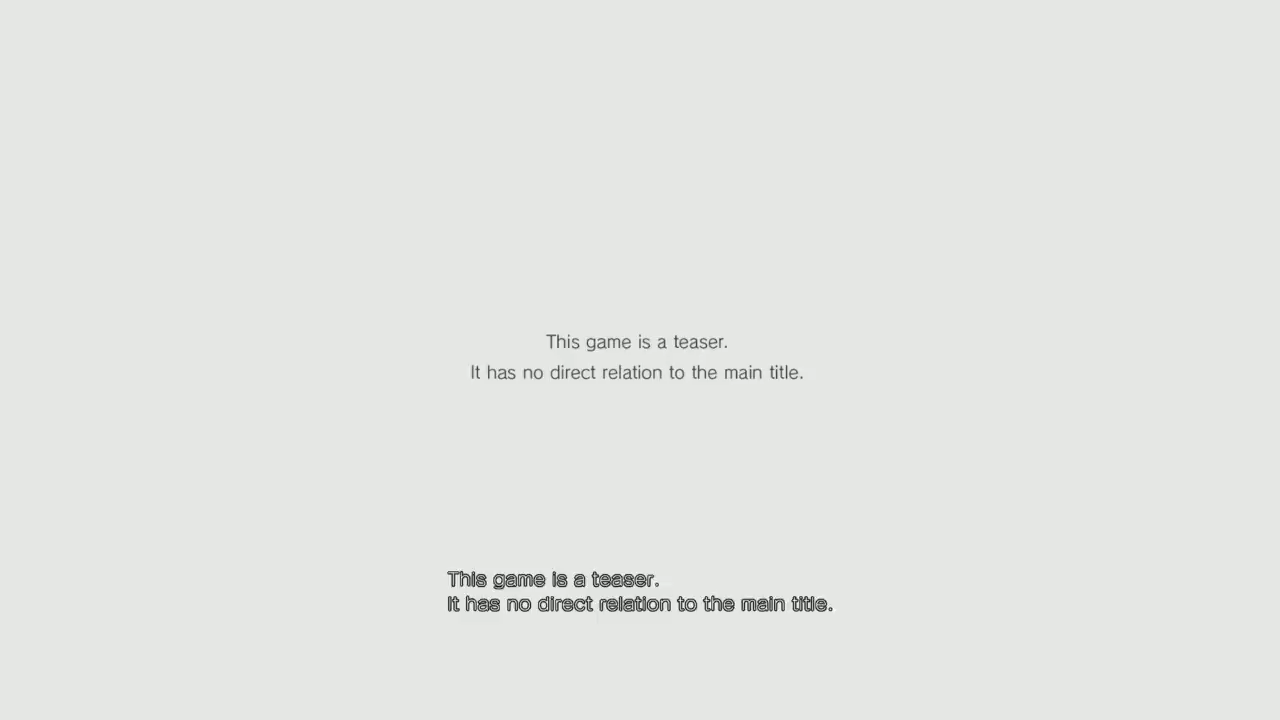 This game is a teaser.
It has no direct relation to the main title.
This game is a teaser.
It has no direct relation to the main title.